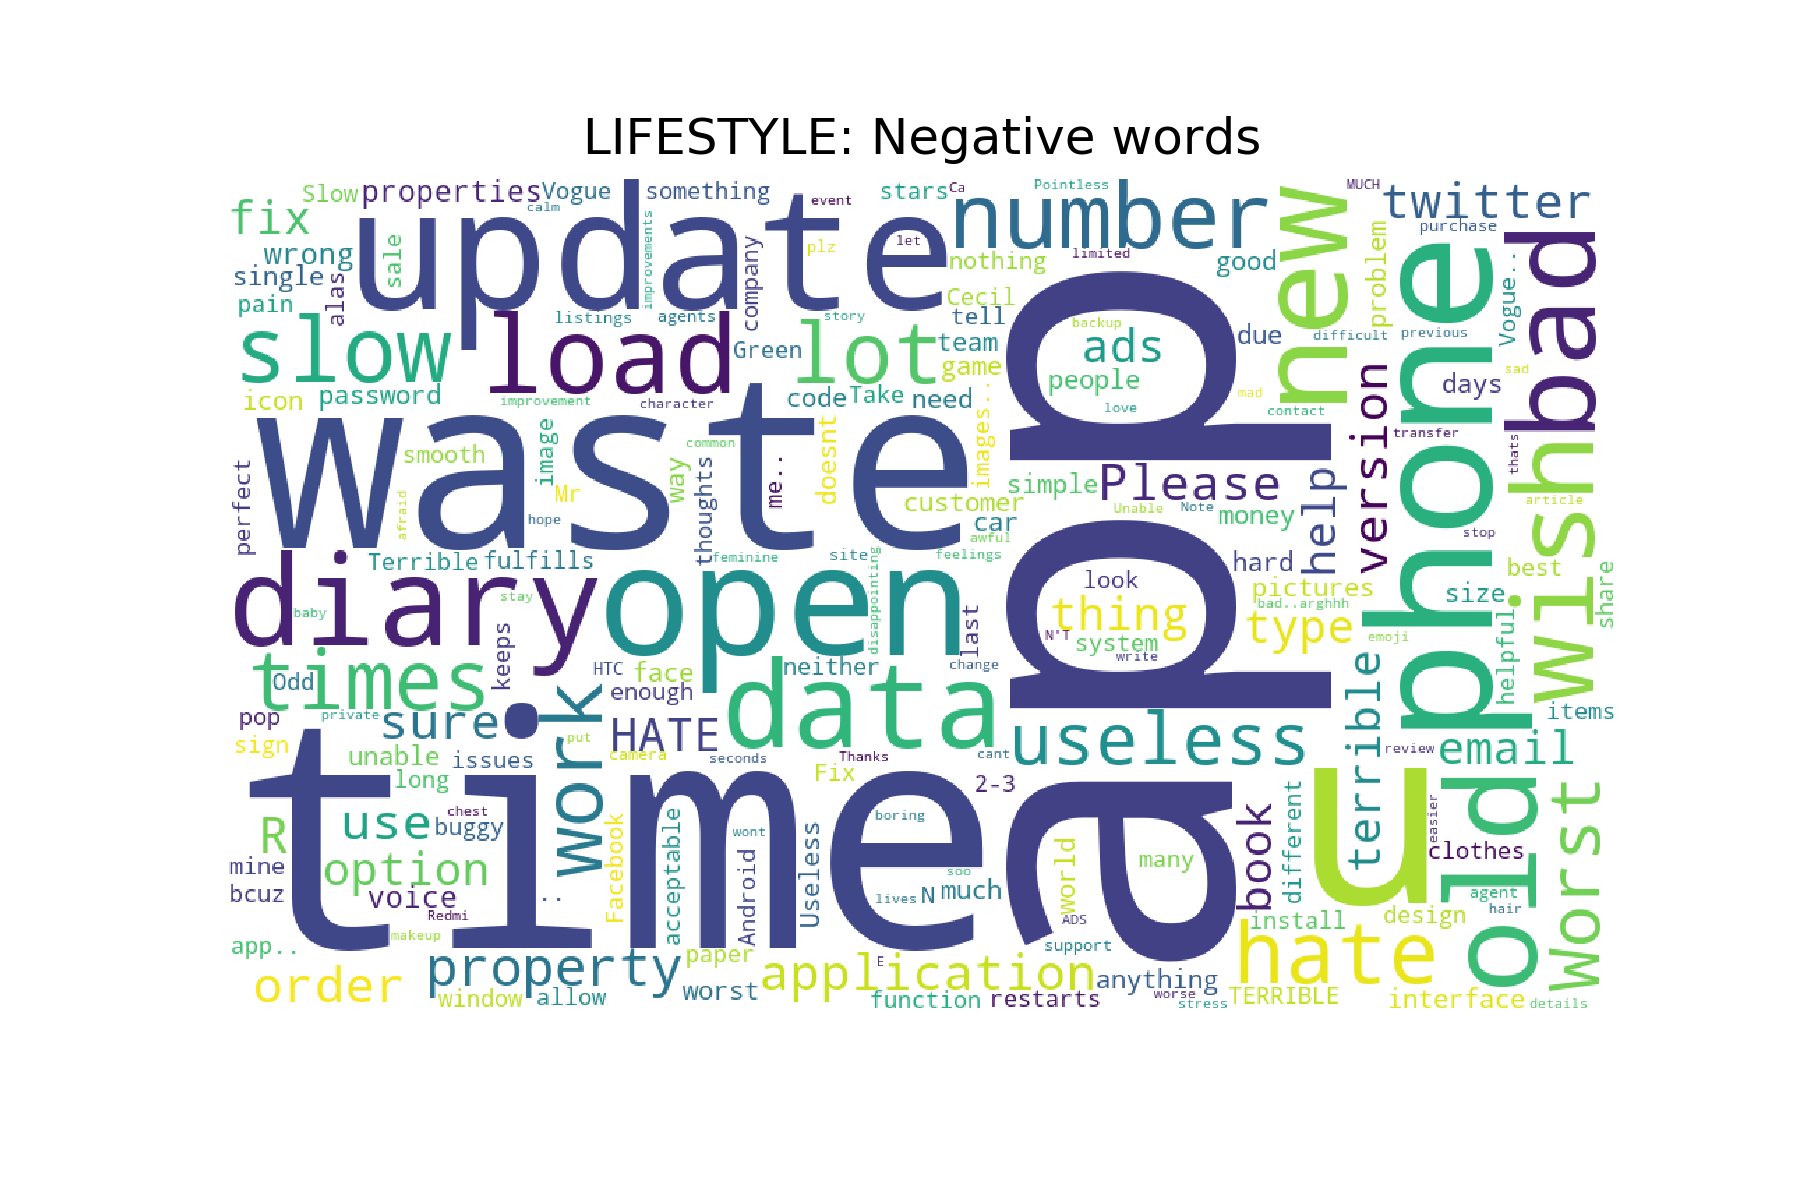 LIFESTYLE: Negative words
Slow
properties
Vogue
something
event
stars
Ca
Pointless
MUCH
twitter
fix
calm
update
improvements
plz
let
number
limited
new
problem
purchase
bad
wrong
sale
single
alas
pain
company
nothing
good
Cecil
tell
Vogue..
slow
load
listings
agents
story
Green
lot
team
game
app
backup
ads
people
love
due
difficult
previous
phone
sad
days
icon
password
improvement
character
code
Take
need
mad
contact
version
transfer
thats
wish
waste
perfect
smooth
image
common
way
thoughts
me..
doesnt
images..
simple
Please
help
afraid
Mr
hope
customer
car
Unable
Note
money
article
stop
awful
diary
Terrible
fulfills
feminine
site
disappointing
feelings
open
look
hard
best
share
baby
stay
last
thing
pictures
bad..arghhh
size
N'T
system
write
type
emoji
helpful
times
Odd
keeps
HTC
face
neither
change
enough
data
terrible
items
pop
private
sure
work
HATE
useless
review
email
sign
unable
issues
put
camera
seconds
Thanks
cant
long
Fix
2-3
time
u
old
Worst
R
use
chest
buggy
Facebook
acceptable
wont
Android
Useless
boring
book
different
easier
clothes
mine
option
world
many
bcuz
voice
..
Redmi
soo
lives
N
much
ADS
agent
hair
design
install
app..
makeup
support
hate
order
property
paper
application
E
anything
window
allow
worst
function
restarts
worse
stress
TERRIBLE
interface
details